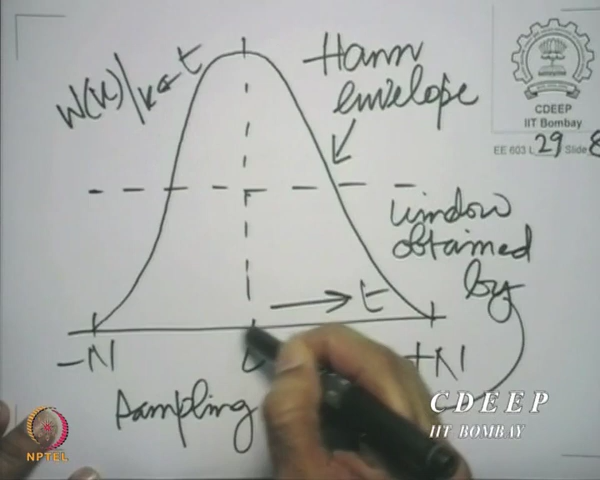 W(n)|n←t
Hann
envelope
CDEEP
IIT Bombay
EE 603 L 29 Slide 8
window
obtained
by
t
-N
+N
Sampling
CDEEP
IIT BOMBAY
NPTEL